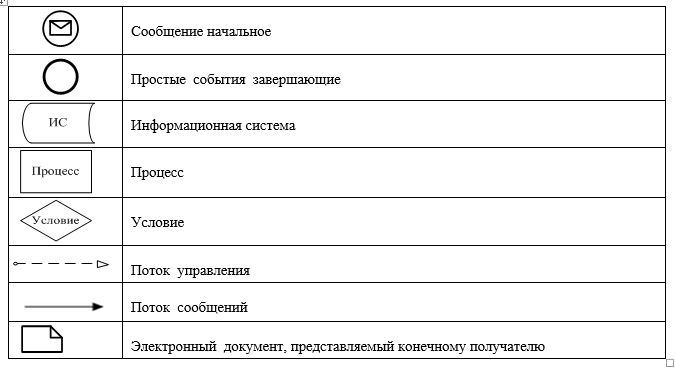 Сообщение начальное
Простые события завершающие
ИС
Информационная система
Процесс
Процесс
Условие
Условие
Поток управления
Поток сообщений
Электронный документ, представляемый конечному получателю